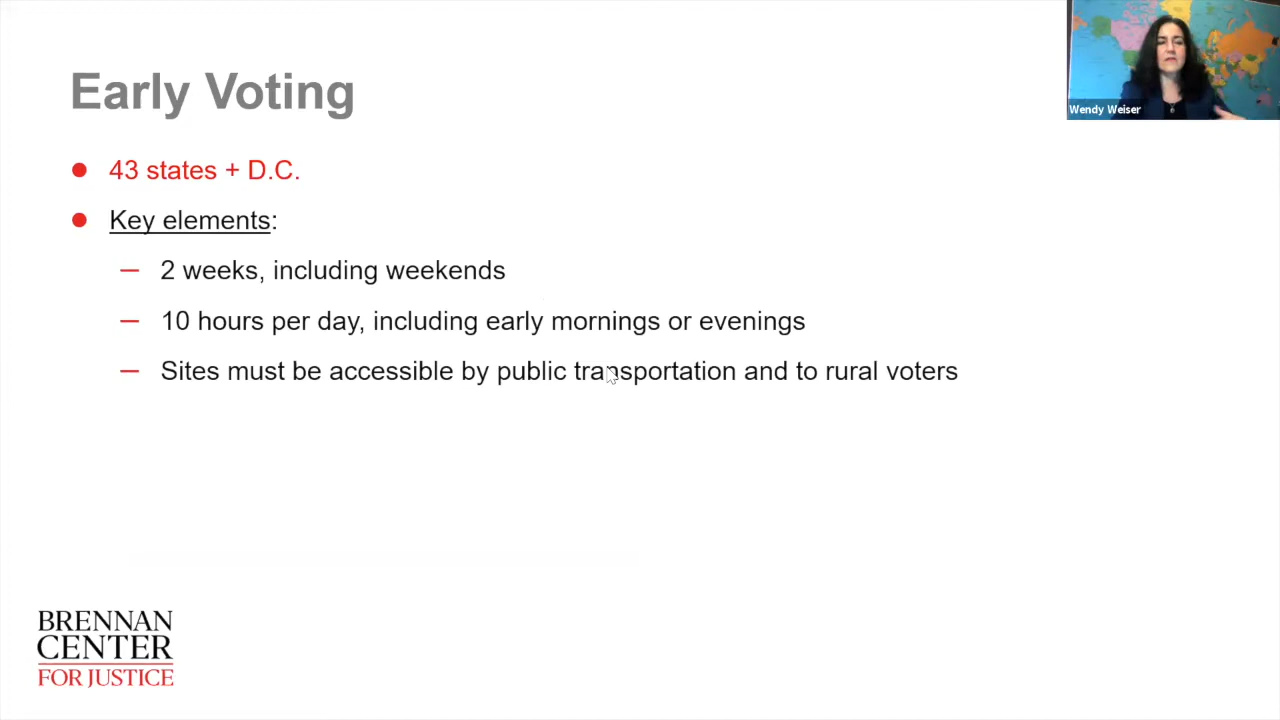 Early Voting
43 states + D.C.
Key elements:
2 weeks, including weekends
10 hours per day, including early mornings or evenings
Sites must be accessible by public transportation and to rural voters
Wendy Weiser
BRENNAN
CENTER
FOR JUSTICE